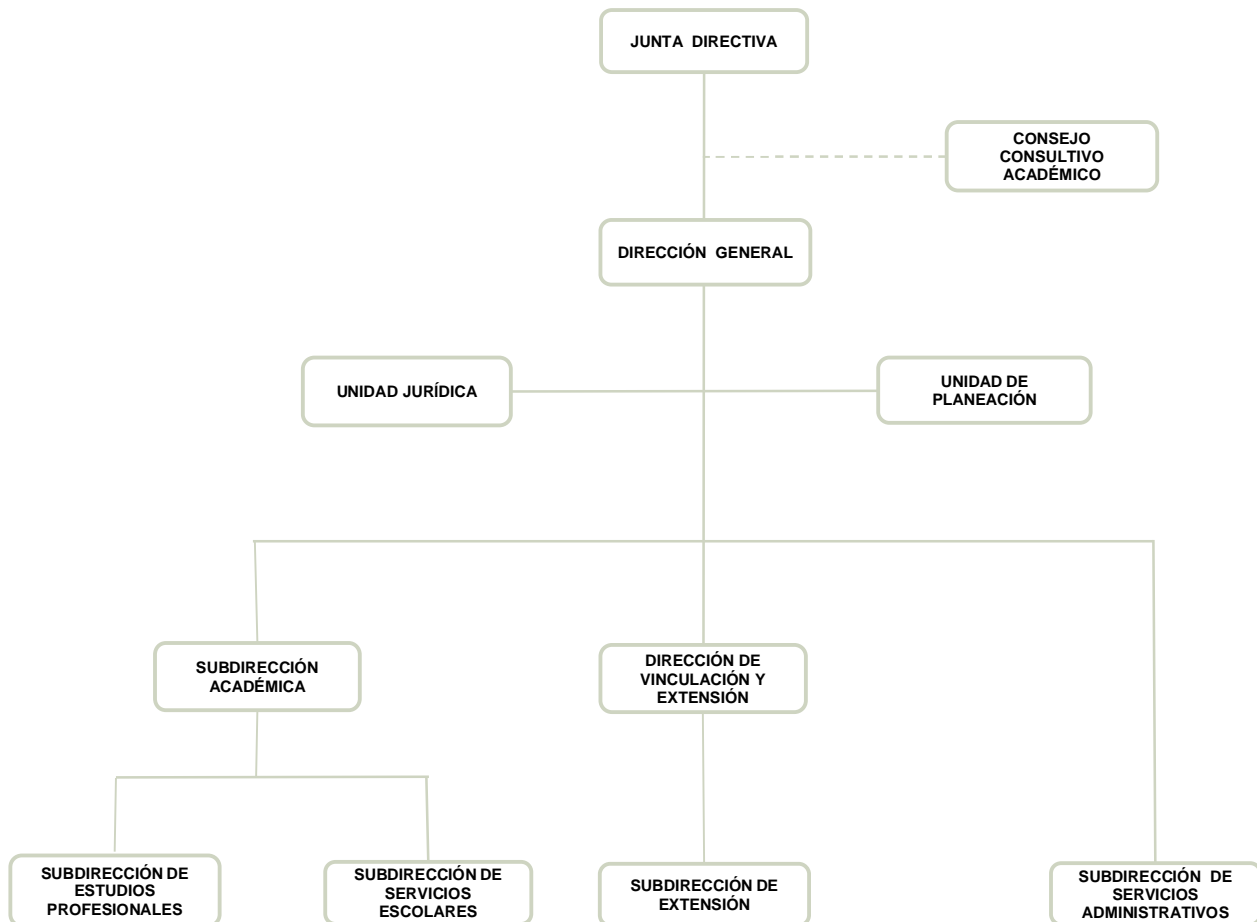 JUNTA DIRECTIVA
CONSEJO
CONSULTIVO
ACADÉMICO
DIRECCIÓN GENERAL
UNIDAD JURÍDICA
UNIDAD DE
PLANEACIÓN
SUBDIRECCIÓN
ACADÉMICA
DIRECCIÓN DE
VINCULACIÓN Y
EXTENSIÓN
SUBDIRECCIÓN DE
ESTUDIOS
PROFESIONALES
SUBDIRECCIÓN DE
SERVICIOS
ESCOLARES
SUBDIRECCIÓN DE
EXTENSIÓN
SUBDIRECCIÓN DE
SERVICIOS
ADMINISTRATIVOS